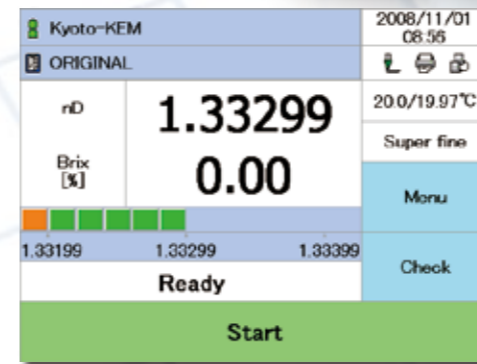 Kyoto-KEM
2008/11/01
08:56
ORIGINAL
nD
1.33299
20.0/19.97℃
Super fine
Brix
[%]
0.00
Menu
1.33199 1.33299 1.33399
Check
Ready
Start